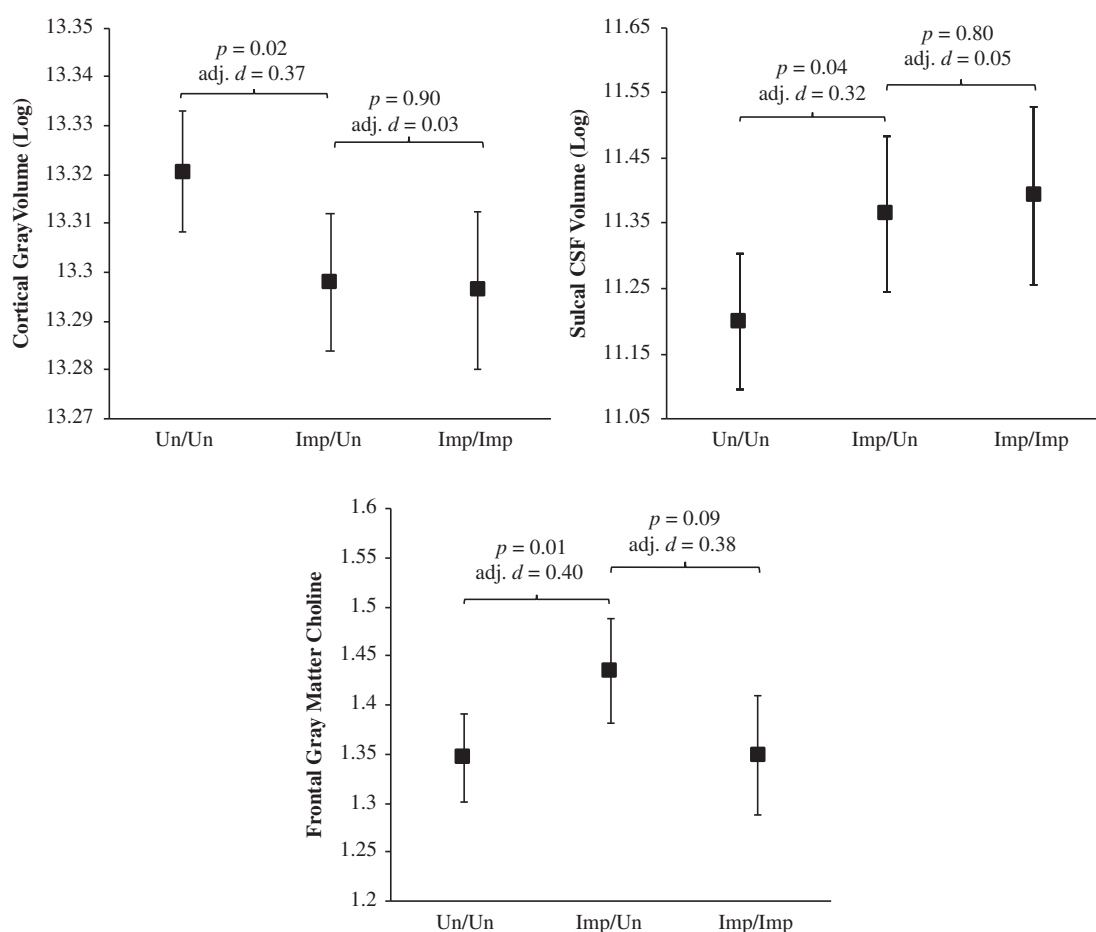 Cortical Gray Volume (Log)
13.35
13.34
13.33
13.32
13.31
13.3
13.29
13.28
13.27
p = 0.02
adj. d = 0.37
p = 0.90
adj. d = 0.03
Un/Un
Imp/Un
Imp/Imp
Sulcal CSF Volume (Log)
11.65
11.55
11.45
11.35
11.25
11.15
11.05
p = 0.04
adj. d = 0.32
p = 0.80
adj. d = 0.05
Un/Un
Imp/Un
Imp/Imp
Frontal Gray Matter Choline
1.6
1.55
1.5
1.45
1.4
1.35
1.3
1.25
1.2
p = 0.01
adj. d = 0.40
p = 0.09
adj. d = 0.38
Un/Un
Imp/Un
Imp/Imp